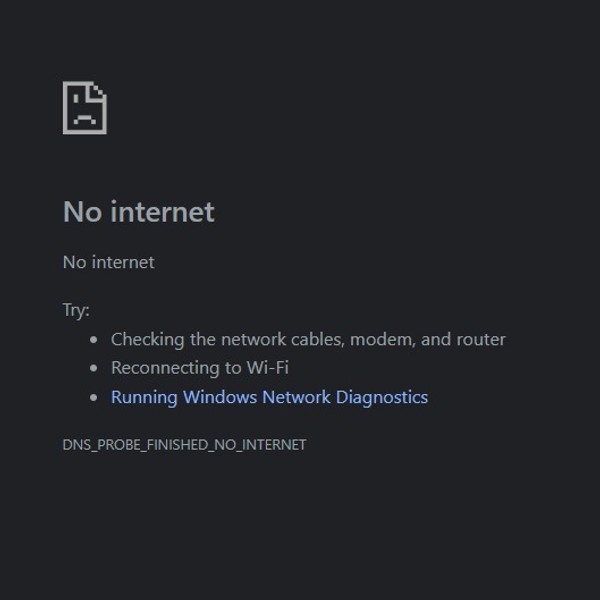 No internet
No internet
Try:
Checking the network cables, modem, and router
Reconnecting to Wi-Fi
Running Windows Network Diagnostics
DNS_PROBE_FINISHED_NO_INTERNET